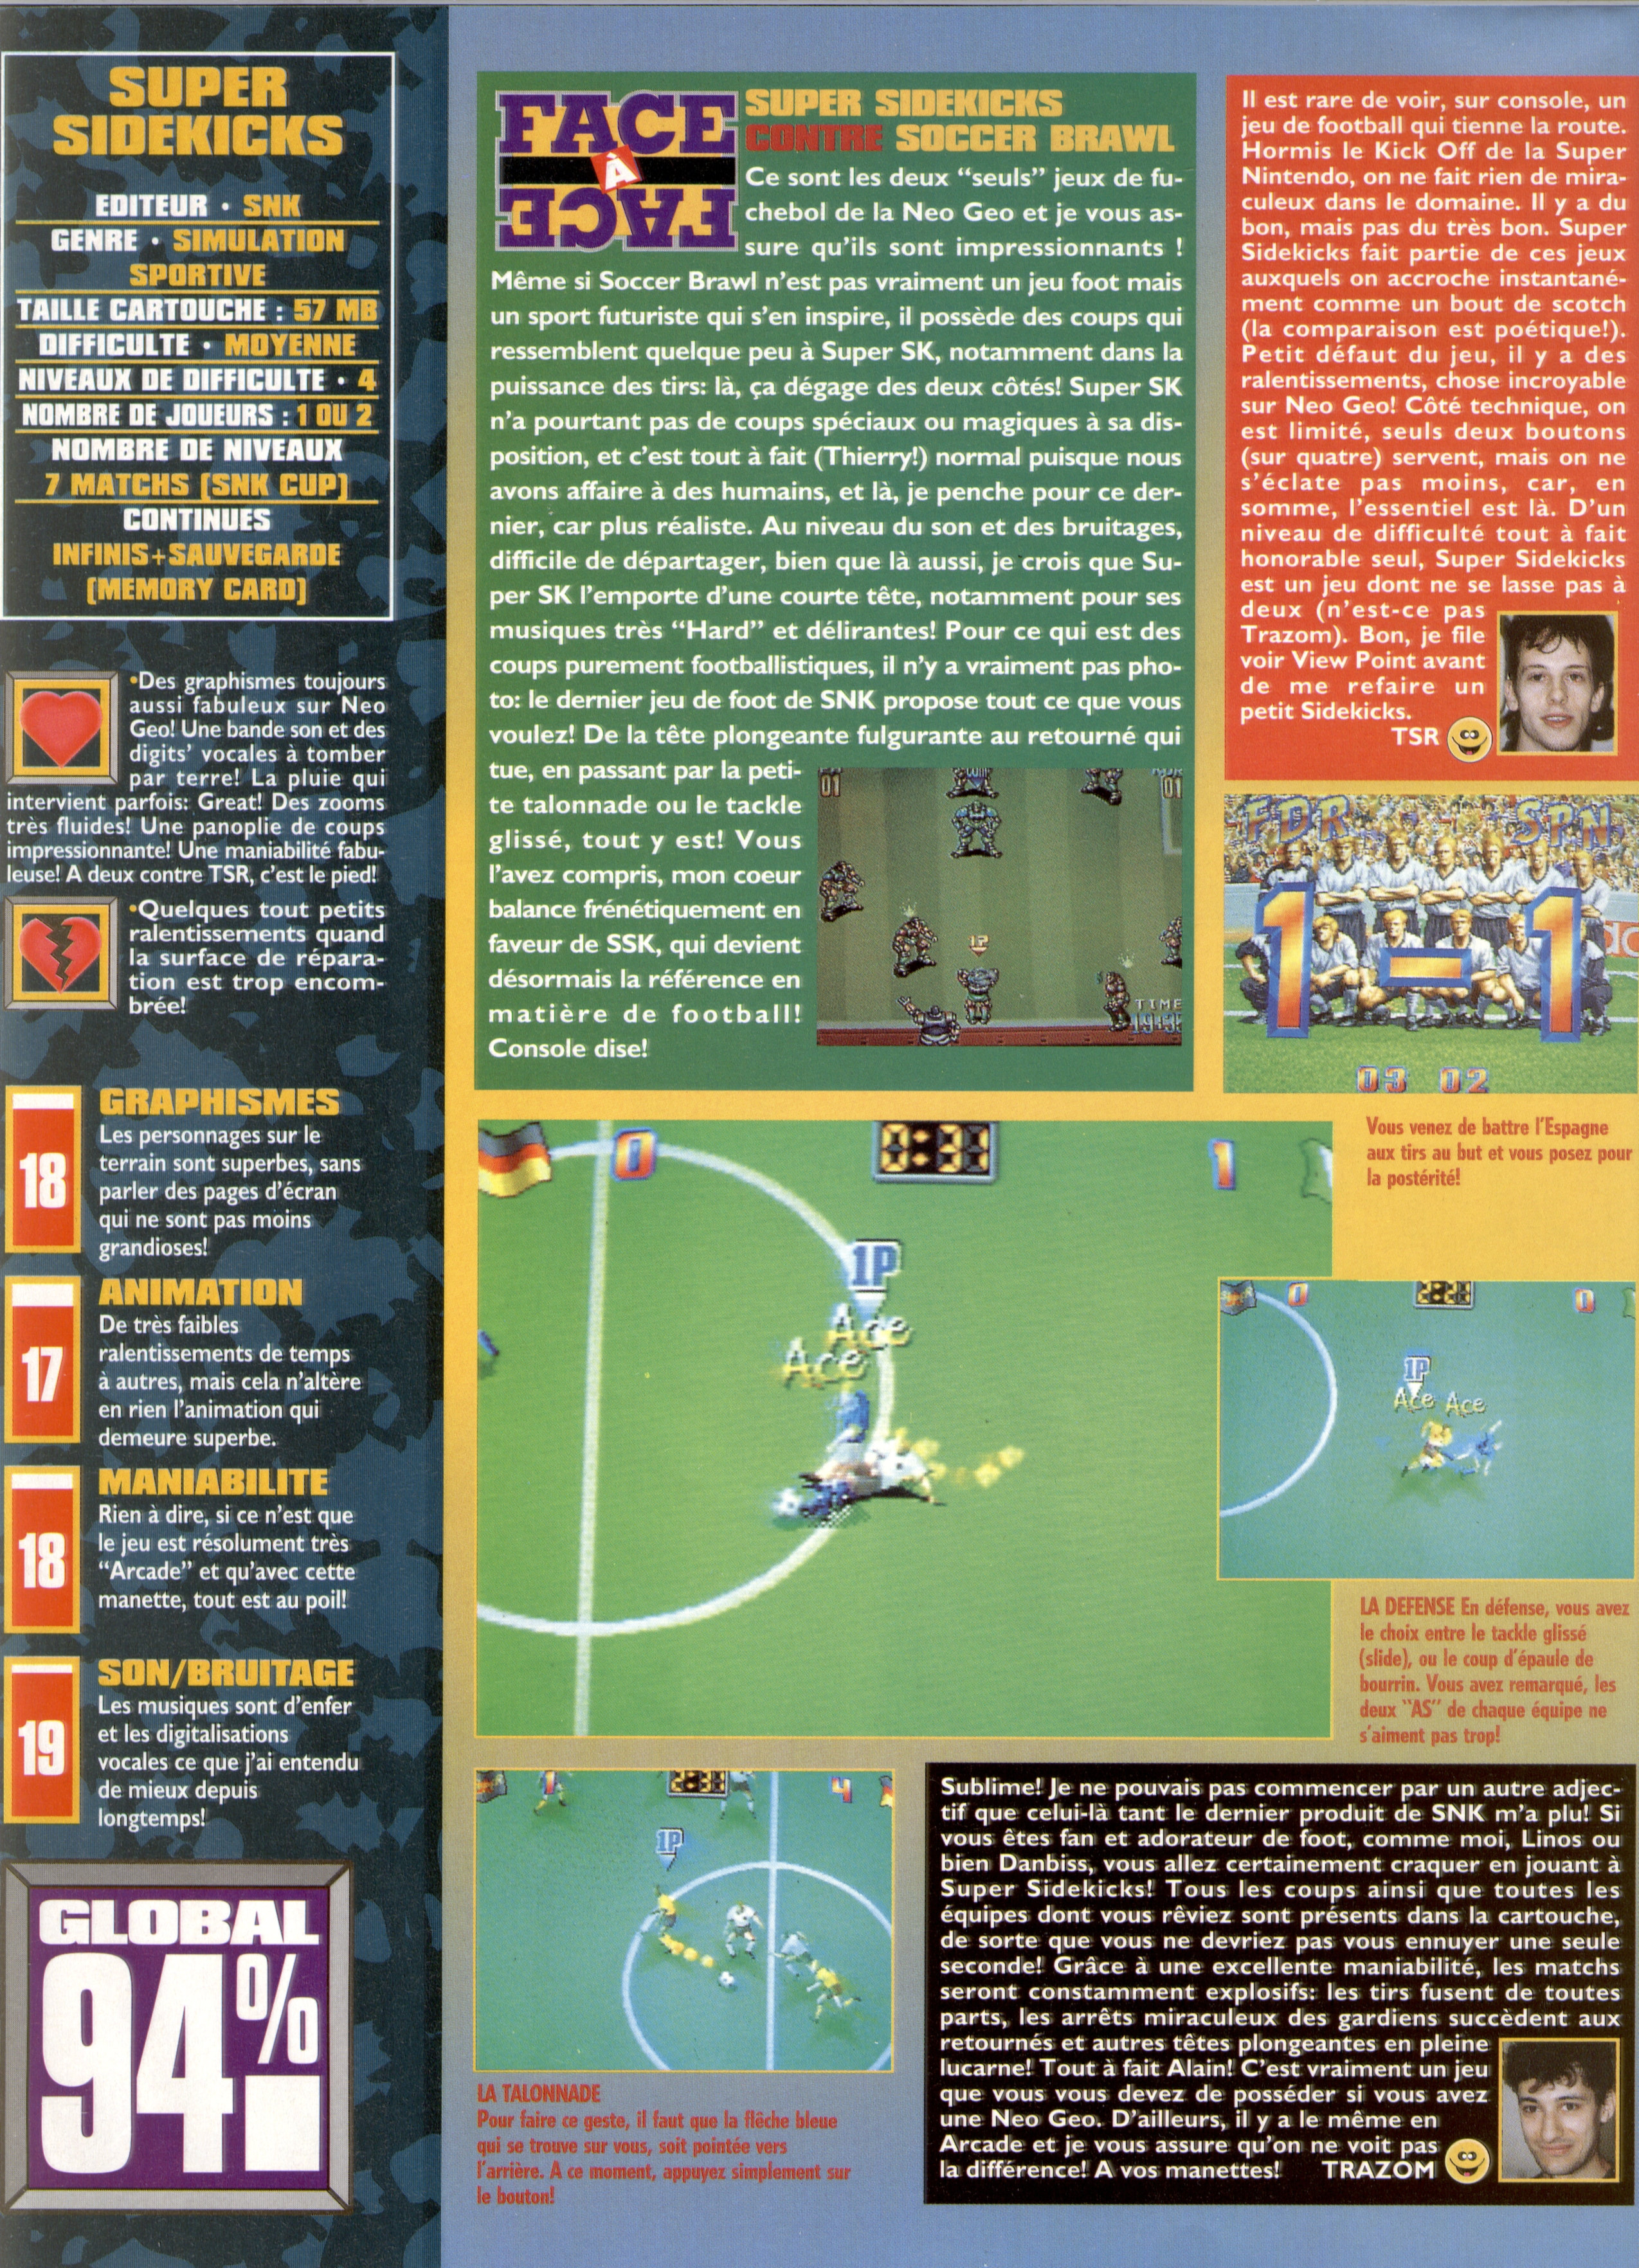 SUPER
SIDEKICKS
EDITEUR • SNK
GENRE • SIMULATION
SPORTIVE
TAILLE CARTOUCHE : 57 MB
DIFFICULTE • MOYENNE
NIVEAUX DE DIFFICULTE • 4
NOMBRE DE JOUEURS : 1 OU 2
NOMBRE DE NIVEAUX
7 MATCHS (SNK CUP)
CONTINUES
INFINIS+SAUVEGARDE
(MEMORY CARD)
•Des graphismes toujours
aussi fabuleux sur Neo
Geo! Une bande son et des
digits' vocales à tomber
par terre! La pluie qui
intervient parfois: Great! Des zooms
très fluides! Une panoplie de coups
impressionnante! Une maniabilité fabu-
leuse! A deux contre TSR, c'est le pied!
•Quelques tout petits
ralentissements quand
la surface de répara-
tion est trop encom-
brée!
GRAPHISMES
18
Les personnages sur le
terrain sont superbes, sans
parler des pages d'écran
qui ne sont pas moins
grandioses!
ANIMATION
17
De très faibles
ralentissements de temps
à autres, mais cela n'altère
en rien l'animation qui
demeure superbe.
MANIABILITE
18
Rien à dire, si ce n'est que
le jeu est résolument très
“Arcade” et qu'avec cette
manette, tout est au poil!
SON/BRUITAGE
19
Les musiques sont d'enfer
et les digitalisations
vocales ce que j'ai entendu
de mieux depuis
longtemps!
GLOBAL
94%
FACE
À
FACE
SUPER SIDEKICKS
CONTRE SOCCER BRAWL
Ce sont les deux “seuls” jeux de fu-
chebol de la Neo Geo et je vous as-
sure qu'ils sont impressionnants !
Même si Soccer Brawl n'est pas vraiment un jeu foot mais
un sport futuriste qui s'en inspire, il possède des coups qui
ressemblent quelque peu à Super SK, notamment dans la
puissance des tirs: là, ça dégage des deux côtés! Super SK
n'a pourtant pas de coups spéciaux ou magiques à sa dis-
position, et c'est tout à fait (Thierry!) normal puisque nous
avons affaire à des humains, et là, je penche pour ce der-
nier, car plus réaliste. Au niveau du son et des bruitages,
difficile de départager, bien que là aussi, je crois que Su-
per SK l'emporte d'une courte tête, notamment pour ses
musiques très “Hard” et délirantes! Pour ce qui est des
coups purement footballistiques, il n'y a vraiment pas pho-
to: le dernier jeu de foot de SNK propose tout ce que vous
voulez! De la tête plongeante fulgurante au retourné qui
tue, en passant par la peti-
te talonnade ou le tackle
glissé, tout y est! Vous
l'avez compris, mon coeur
balance frénétiquement en
faveur de SSK, qui devient
désormais la référence en
matière de football!
Console dise!
01
01
1P
TIME
Il est rare de voir, sur console, un
jeu de football qui tienne la route.
Hormis le Kick Off de la Super
Nintendo, on ne fait rien de mira-
culeux dans le domaine. Il y a du
bon, mais pas du très bon. Super
Sidekicks fait partie de ces jeux
auxquels on accroche instantané-
ment comme un bout de scotch
(la comparaison est poétique!).
Petit défaut du jeu, il y a des
ralentissements, chose incroyable
sur Neo Geo! Côté technique, on
est limité, seuls deux boutons
(sur quatre) servent, mais on ne
s'éclate pas moins, car, en
somme, l'essentiel est là. D'un
niveau de difficulté tout à fait
honorable seul, Super Sidekicks
est un jeu dont ne se lasse pas à
deux (n'est-ce pas
Trazom). Bon, je file
voir View Point avant
de me refaire un
petit Sidekicks.
TSR
FDR SPN
1 - 1
03 02
Vous venez de battre l'Espagne
aux tirs au but et vous posez pour
la postérité!
0 0:31 1
1P
Ace
Ace
0 0
1P
Ace Ace
LA DEFENSE En défense, vous avez
le choix entre le tackle glissé
(slide), ou le coup d'épaule de
bourrin. Vous avez remarqué, les
deux “AS” de chaque équipe ne
s'aiment pas trop!
1 4
1P
LA TALONNADE
Pour faire ce geste, il faut que la flêche bleue
qui se trouve sur vous, soit pointée vers
l'arrière. A ce moment, appuyez simplement sur
le bouton!
Sublime! Je ne pouvais pas commencer par un autre adjec-
tif que celui-là tant le dernier produit de SNK m'a plu! Si
vous êtes fan et adorateur de foot, comme moi, Linos ou
bien Danbiss, vous allez certainement craquer en jouant à
Super Sidekicks! Tous les coups ainsi que toutes les
équipes dont vous rêviez sont présents dans la cartouche,
de sorte que vous ne devriez pas vous ennuyer une seule
seconde! Grâce à une excellente maniabilité, les matchs
seront constamment explosifs: les tirs fusent de toutes
parts, les arrêts miraculeux des gardiens succèdent aux
retournés et autres têtes plongeantes en pleine
lucarne! Tout à fait Alain! C'est vraiment un jeu
que vous vous devez de posséder si vous avez
une Neo Geo. D'ailleurs, il y a le même en
Arcade et je vous assure qu'on ne voit pas
la différence! A vos manettes! TRAZOM